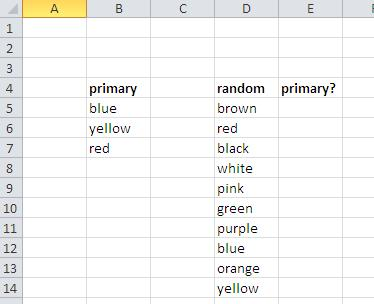 A B C D E
1
2
3
4 primary random primary?
5 blue brown
6 yellow red
7 red black
8 white
9 pink
10 green
11 purple
12 blue
13 orange
14 yellow